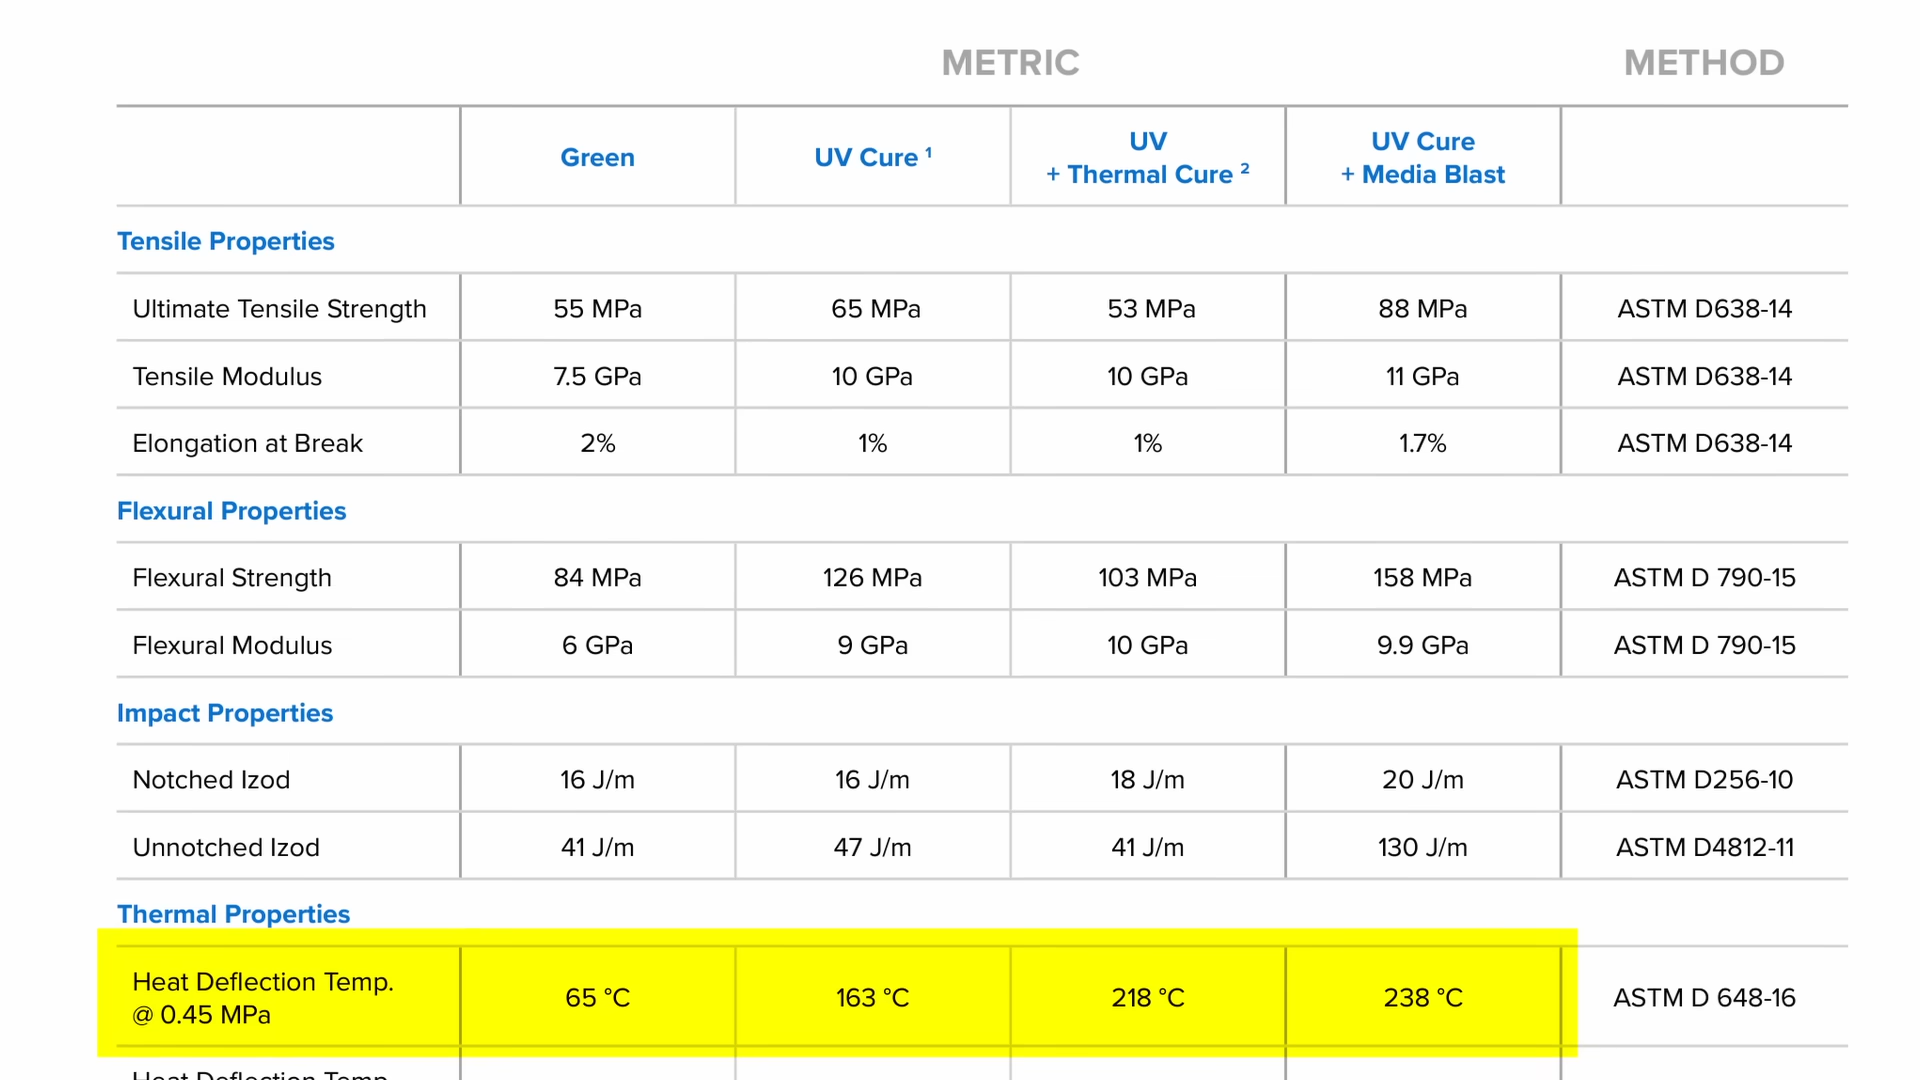 METRIC METHOD
Green UV Cure ¹ UV + Thermal Cure ² UV Cure + Media Blast
Tensile Properties
Ultimate Tensile Strength 55 MPa 65 MPa 53 MPa 88 MPa ASTM D638-14
Tensile Modulus 7.5 GPa 10 GPa 10 GPa 11 GPa ASTM D638-14
Elongation at Break 2% 1% 1% 1.7% ASTM D638-14
Flexural Properties
Flexural Strength 84 MPa 126 MPa 103 MPa 158 MPa ASTM D 790-15
Flexural Modulus 6 GPa 9 GPa 10 GPa 9.9 GPa ASTM D 790-15
Impact Properties
Notched Izod 16 J/m 16 J/m 18 J/m 20 J/m ASTM D256-10
Unnotched Izod 41 J/m 47 J/m 41 J/m 130 J/m ASTM D4812-11
Thermal Properties
Heat Deflection Temp. @ 0.45 MPa 65 °C 163 °C 218 °C 238 °C ASTM D 648-16
Heat Deflection Temp.